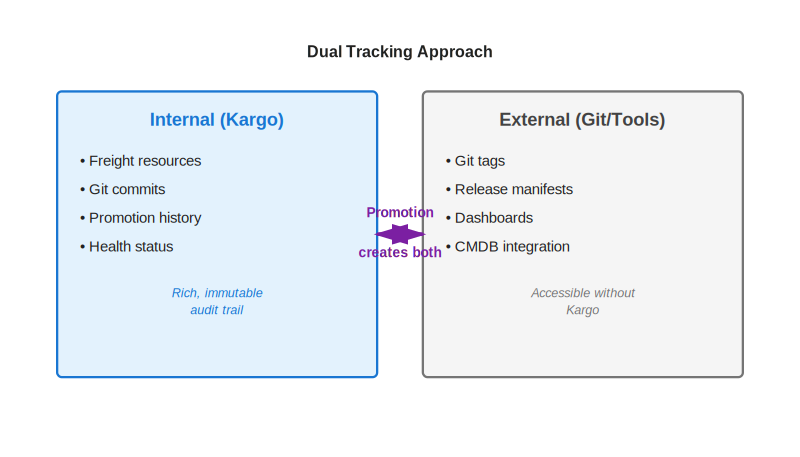 Dual Tracking Approach
Internal (Kargo)
• Freight resources
• Git commits
• Promotion history
• Health status
Rich, immutable
audit trail
Promotion
creates both
External (Git/Tools)
• Git tags
• Release manifests
• Dashboards
• CMDB integration
Accessible without
Kargo